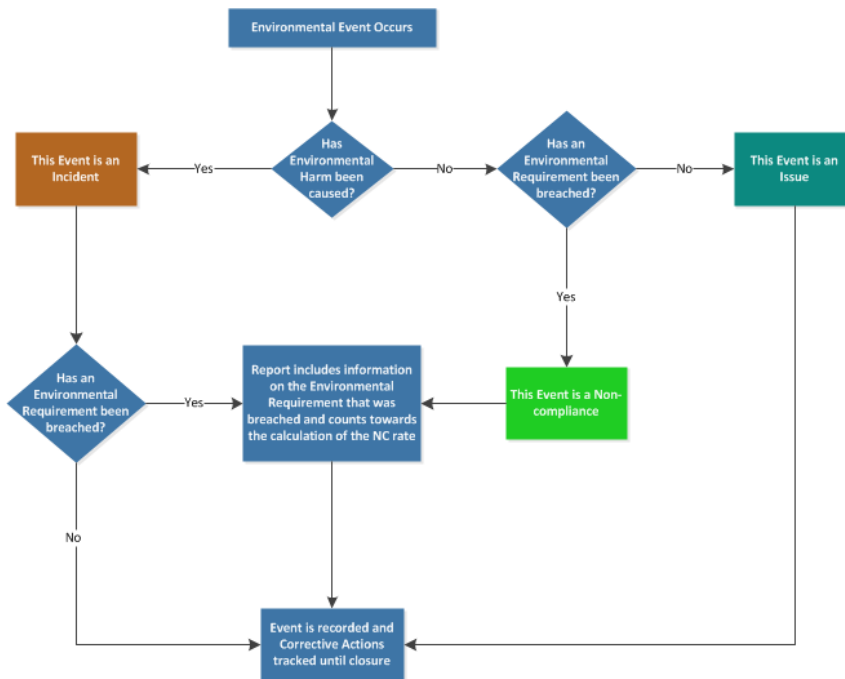 Environmental Event Occurs
This Event is an
Incident
Yes
Has
Environmental
Harm been
caused?
No
Has an
Environmental
Requirement been
breached?
No
This Event is an
Issue
Yes
Has an
Environmental
Requirement been
breached?
Yes
Report includes information
on the Environmental
Requirement that was
breached and counts towards
the calculation of the NC rate
This Event is a Non-
compliance
No
Event is recorded and
Corrective Actions
tracked until closure